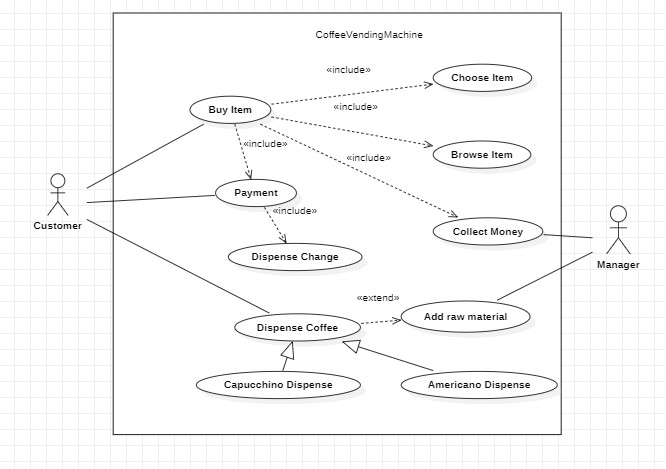 CoffeeVendingMachine
«include»
Choose Item
Buy Item
«include»
«include»
«include»
Browse Item
Payment
«include»
Customer
Collect Money
Manager
Dispense Change
«extend»
Add raw material
Dispense Coffee
Capucchino Dispense
Americano Dispense